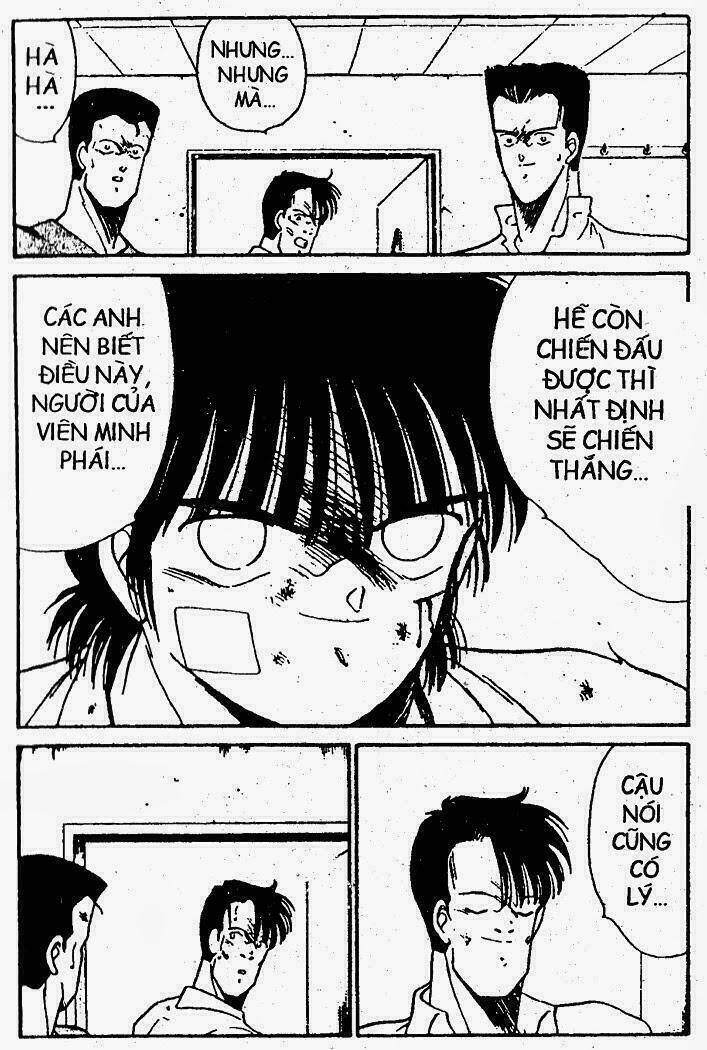 HÀ
HÀ
...
NHƯNG...
NHƯNG
MÀ...
CÁC ANH
NÊN BIẾT
ĐIỀU NÀY,
NGƯỜI CỦA
VIÊN MINH
PHÁI...
HỄ CÒN
CHIẾN ĐẤU
ĐƯỢC THÌ
NHẤT ĐỊNH
SẼ CHIẾN
THẮNG...
CẬU
NÓI
CŨNG
CÓ
LÝ...